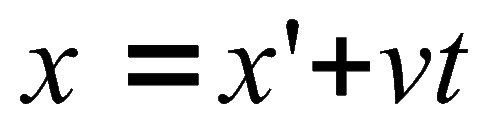 x = x'+vt